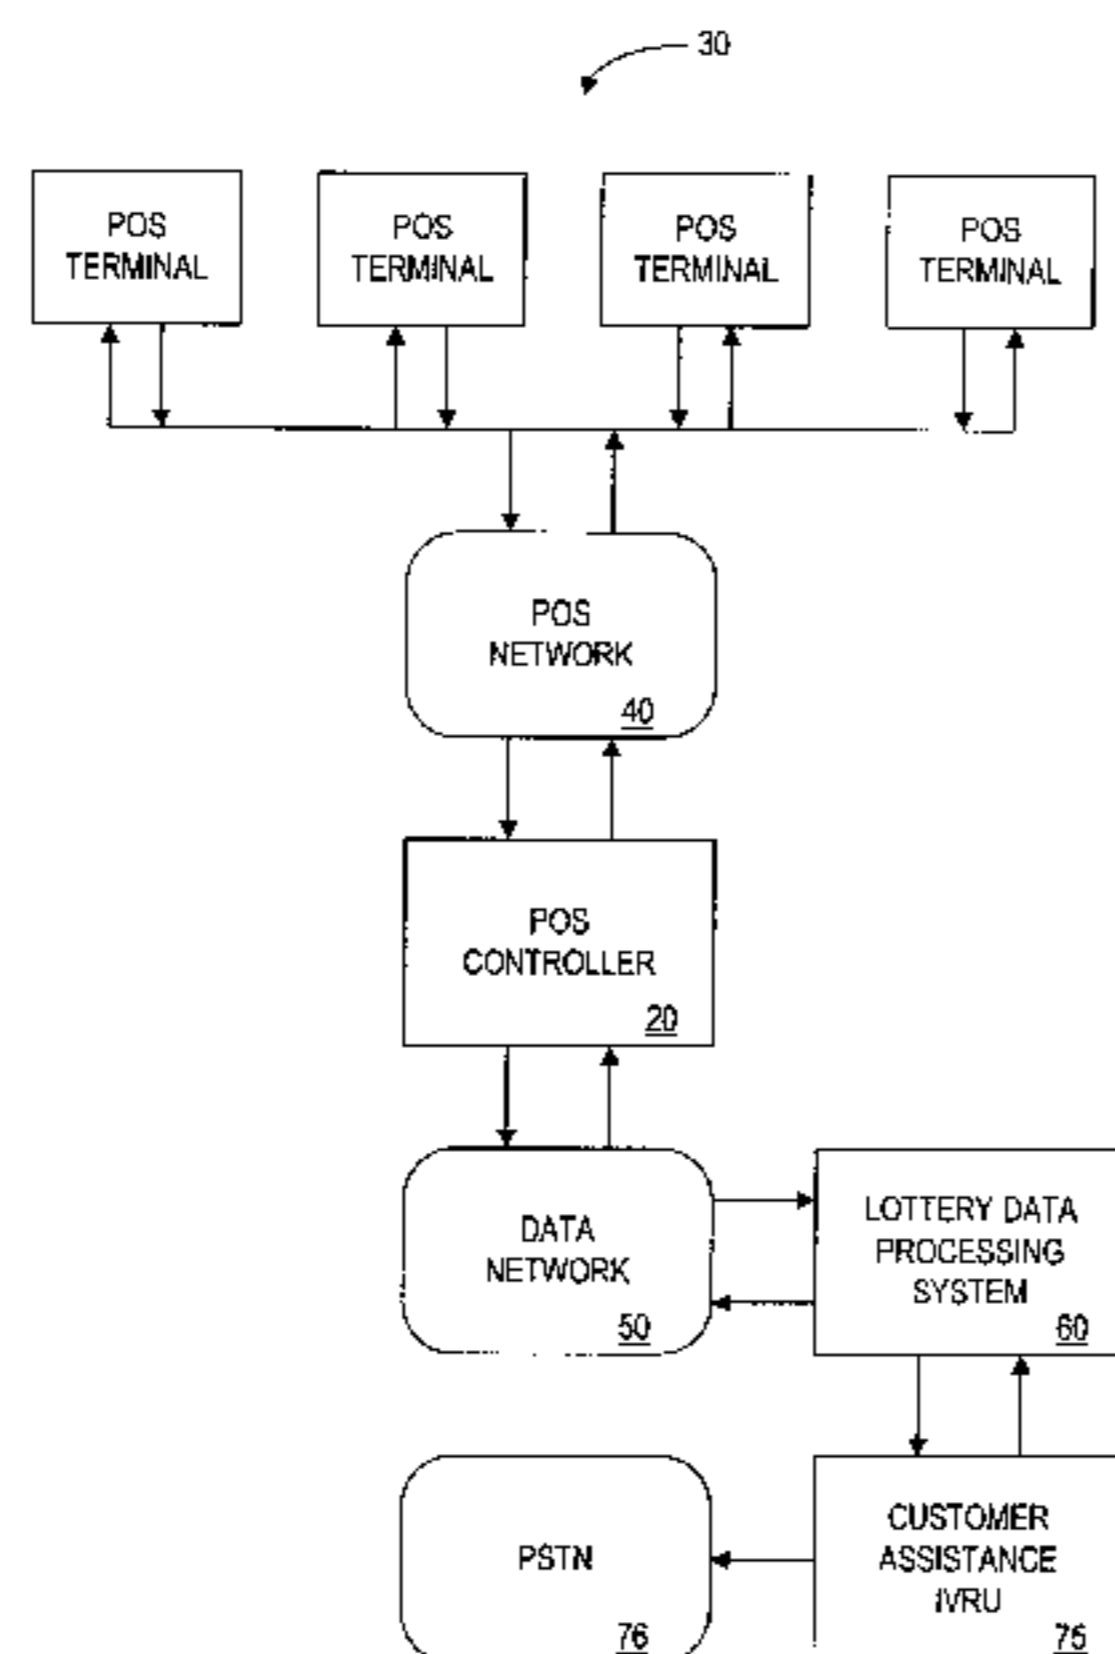 30
POS
TERMINAL
POS
TERMINAL
POS
TERMINAL
POS
TERMINAL
POS
NETWORK
40
POS
CONTROLLER
20
DATA
NETWORK
50
LOTTERY DATA
PROCESSING
SYSTEM
60
PSTN
76
CUSTOMER
ASSISTANCE
IVRU
75